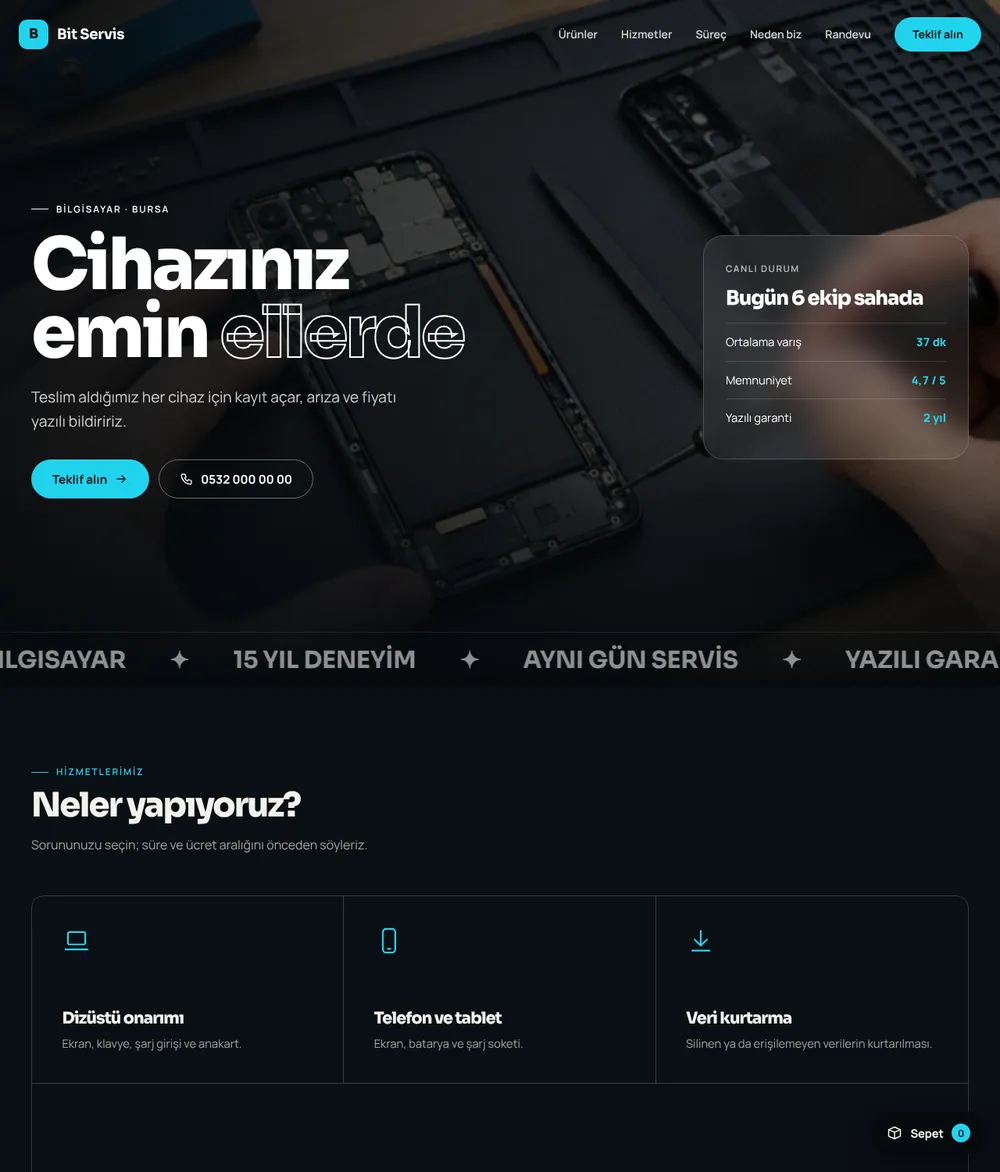 B Bit Servis
Ürünler Hizmetler Süreç Neden biz Randevu Teklif alın
BİLGİSAYAR · BURSA
Cihazınız
emin ellerde
Teslim aldığımız her cihaz için kayıt açar, arıza ve fiyatı
yazılı bildiririz.
Teklif alın → 0532 000 00 00
CANLI DURUM
Bugün 6 ekip sahada
Ortalama varış 37 dk
Memnuniyet 4,7 / 5
Yazılı garanti 2 yıl
ILGISAYAR ✦ 15 YIL DENEYİM ✦ AYNI GÜN SERVİS ✦ YAZILI GARA
HİZMETLERİMİZ
Neler yapıyoruz?
Sorununuzu seçin; süre ve ücret aralığını önceden söyleriz.
Dizüstü onarımı
Ekran, klavye, şarj girişi ve anakart.
Telefon ve tablet
Ekran, batarya ve şarj soketi.
Veri kurtarma
Silinen ya da erişilemeyen verilerin kurtarılması.
Sepet 0